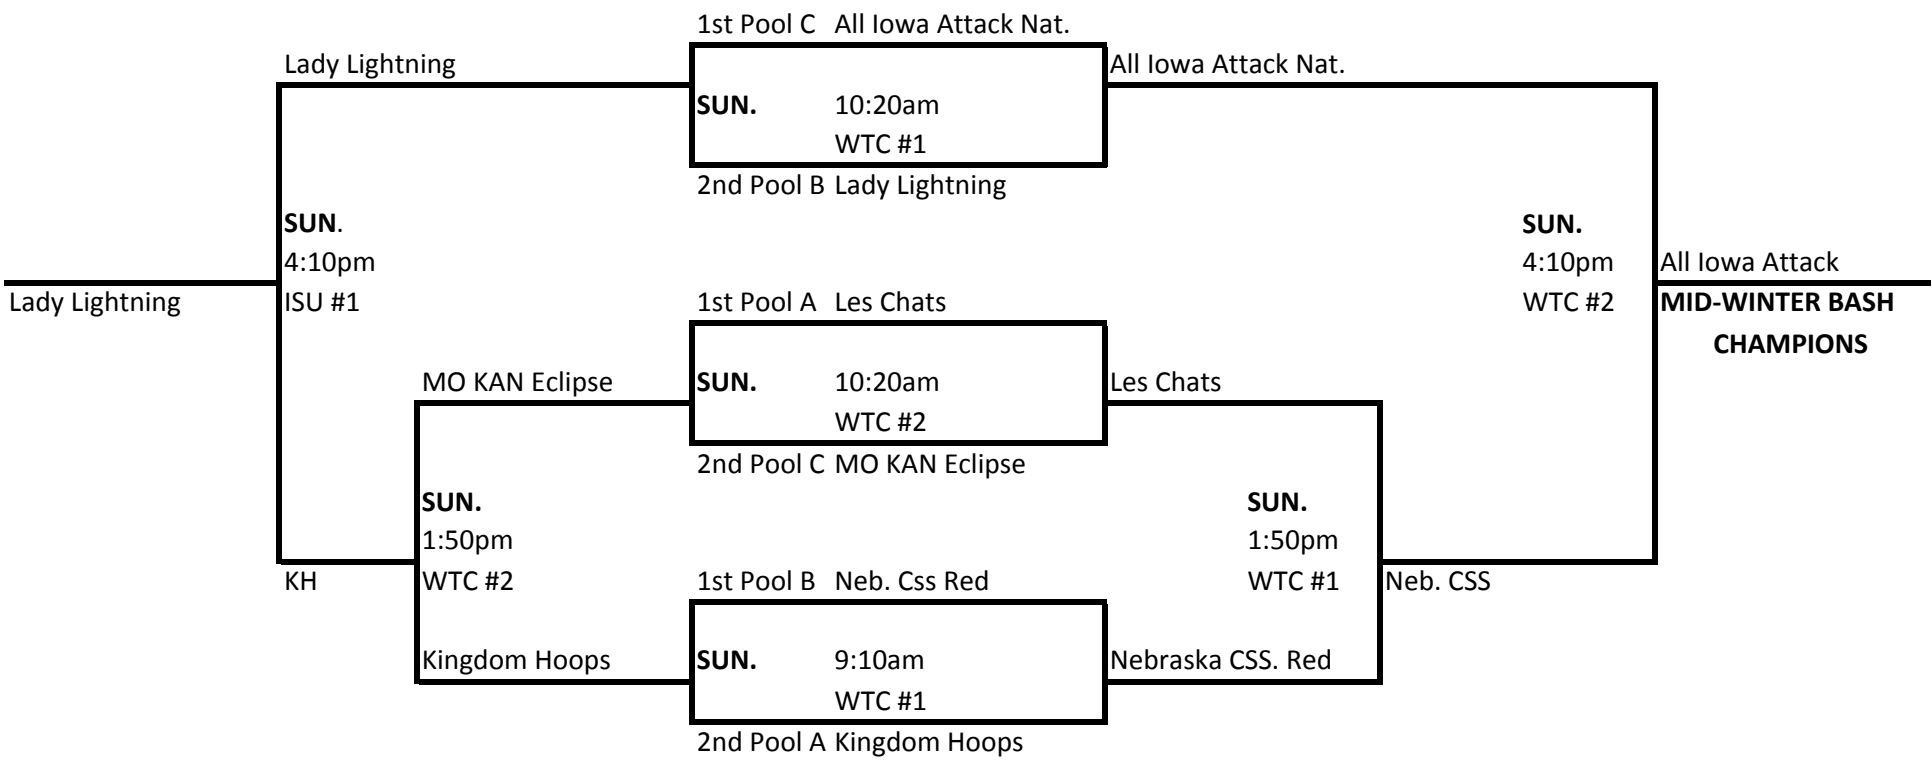 1st Pool C All Iowa Attack Nat.
Lady Lightning
All Iowa Attack Nat.
SUN. 10:20am
WTC #1
2nd Pool B Lady Lightning
SUN.
4:10pm
ISU #1
Lady Lightning
SUN.
4:10pm
WTC #2
All Iowa Attack
MID-WINTER BASH
CHAMPIONS
1st Pool A Les Chats
MO KAN Eclipse
SUN. 10:20am
WTC #2
Les Chats
2nd Pool C MO KAN Eclipse
SUN.
1:50pm
WTC #2
KH
SUN.
1:50pm
WTC #1
Neb. CSS
1st Pool B Neb. Css Red
Kingdom Hoops
SUN. 9:10am
WTC #1
Nebraska CSS. Red
2nd Pool A Kingdom Hoops